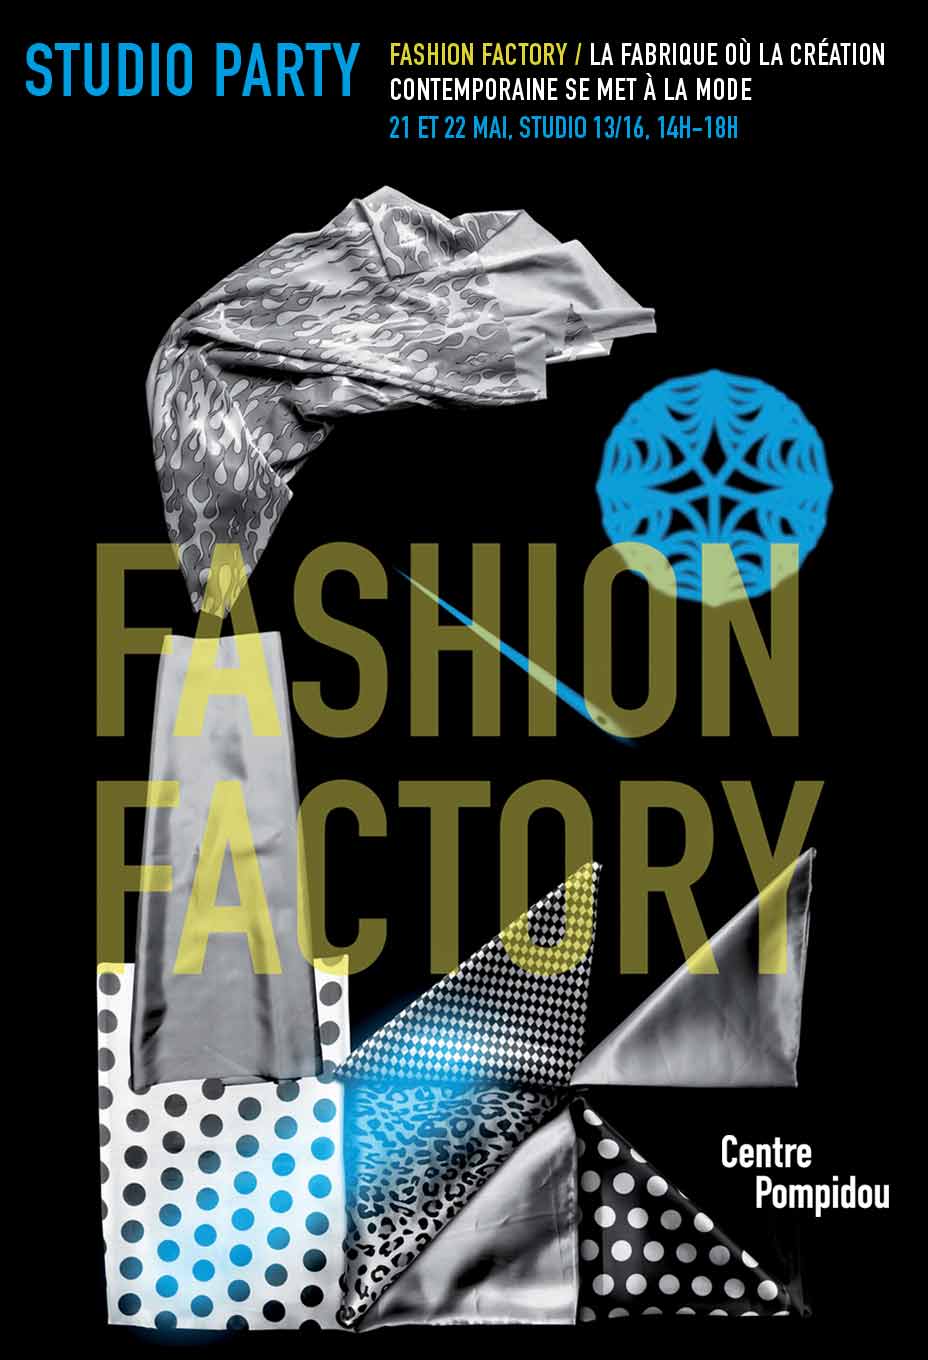 STUDIO PARTY
FASHION FACTORY / LA FABRIQUE OÙ LA CRÉATION
CONTEMPORAINE SE MET À LA MODE
21 ET 22 MAI, STUDIO 13/16, 14H-18H
FASHION
FACTORY
Centre
Pompidou